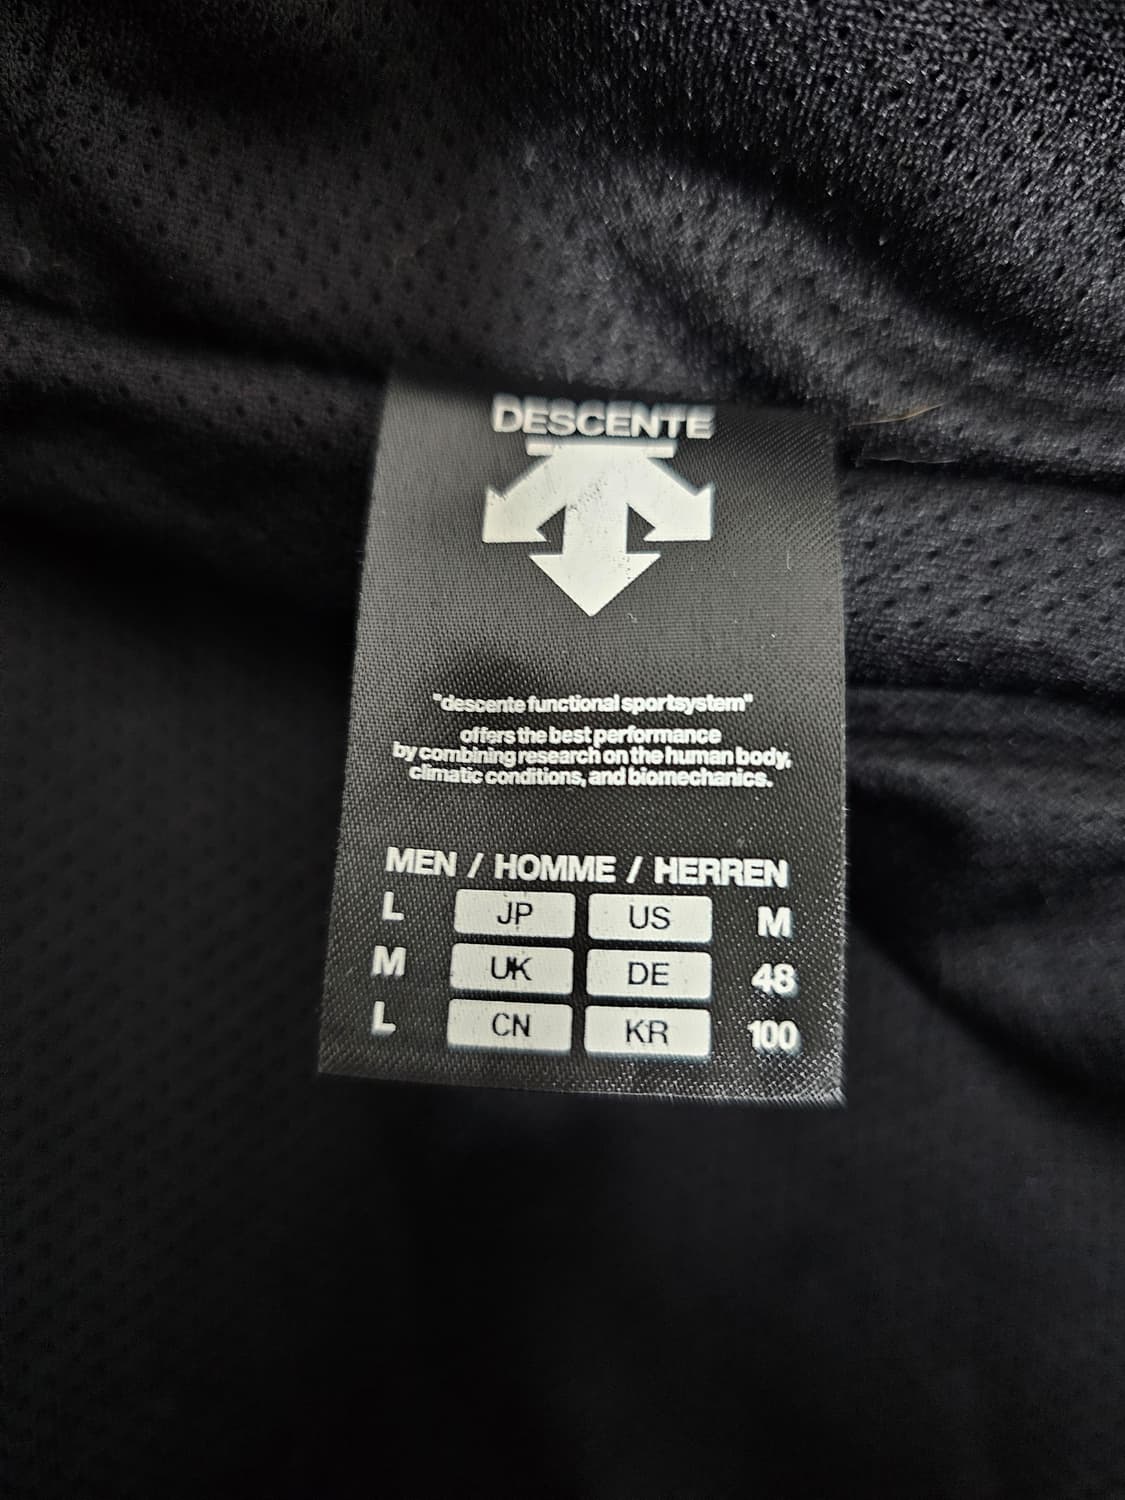 DESCENTE
"descente functional sportsystem"
offers the best performance
by combining research on the human body,
climatic conditions, and biomechanics.
MEN / HOMME / HERREN
L JP US M
M UK DE 48
L CN KR 100